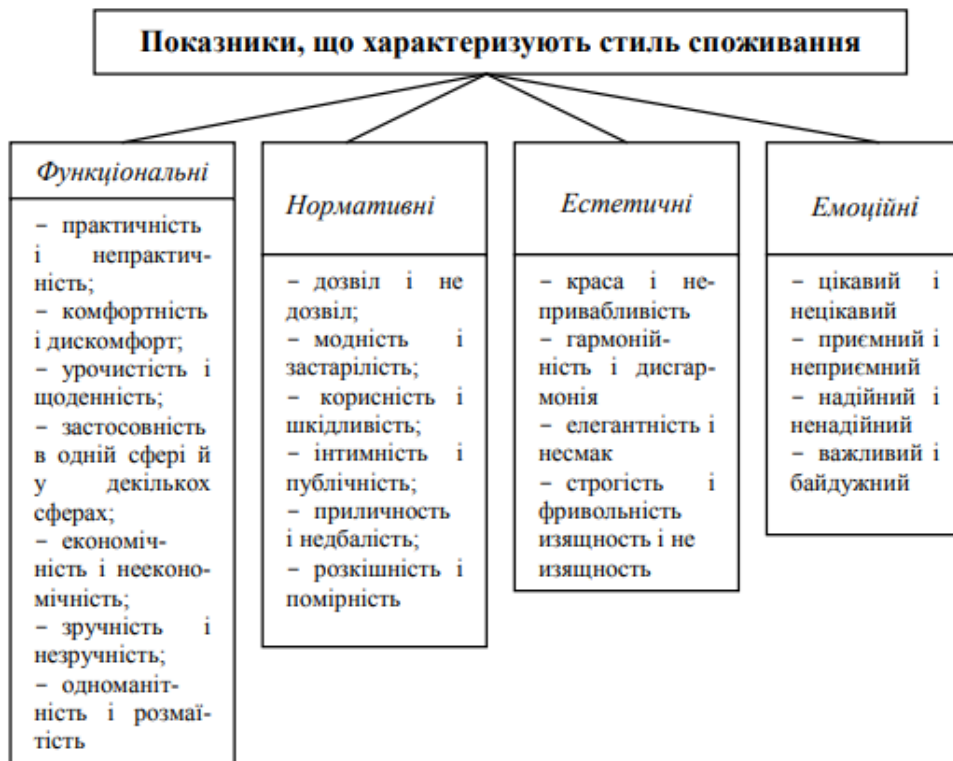 Показники, що характеризують стиль споживання
Функціональні
– практичність
і непрактич-
ність;
– комфортність
і дискомфорт;
– урочистість і
щоденність;
– застосовність
в одній сфері й
у декількох
сферах;
– економіч-
ність і нееконо-
мічність;
– зручність і
незручність;
– одноманіт-
ність і розмаї-
тість
Нормативні
– дозвіл і не
дозвіл;
– модність і
застарілість;
– корисність і
шкідливість;
– інтимність і
публічність;
– приличность
і недбалість;
– розкішність і
помірність
Естетичні
– краса і не-
привабливість
– гармоній-
ність і дисгар-
монія
– елегантність і
несмак
– строгість і
фривольність
изящность і не
изящность
Емоційні
– цікавий і
нецікавий
– приємний і
неприємний
– надійний і
ненадійний
– важливий і
байдужний